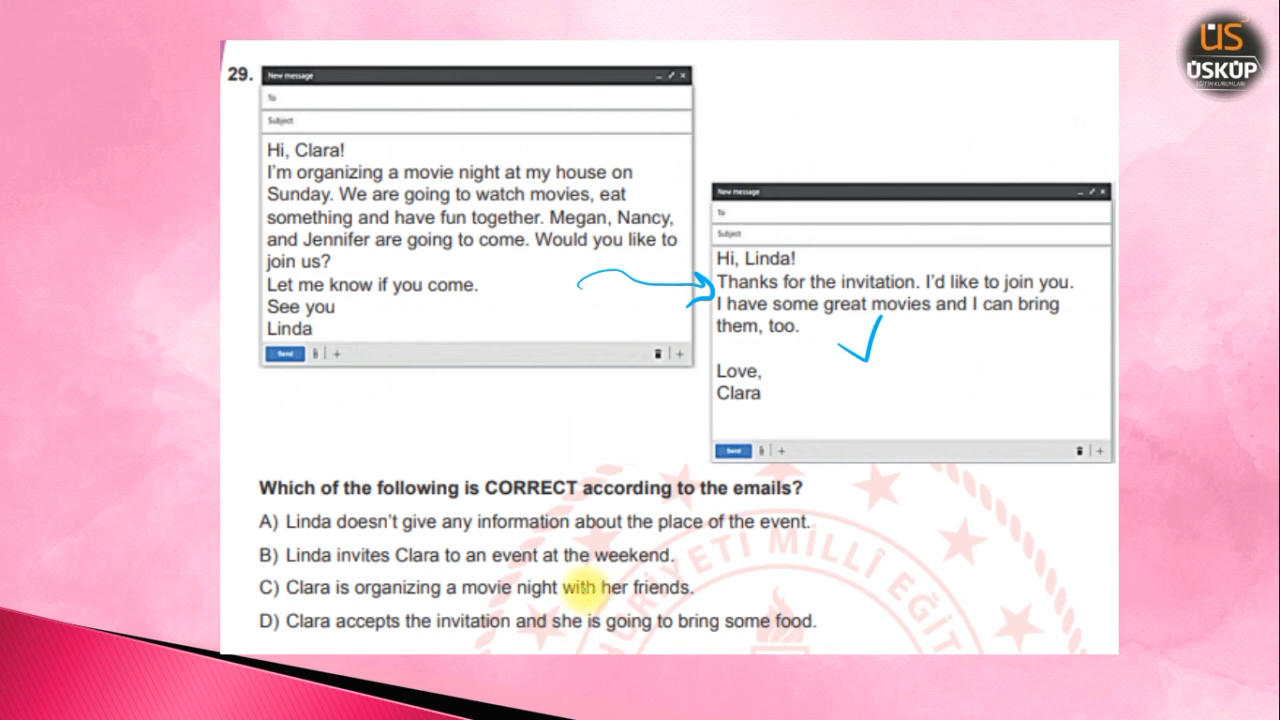 ÜS
ÜSKÜP
EĞİTİM KURUMLARI
29.
New message
To
Subject
Hi, Clara!
I'm organizing a movie night at my house on
Sunday. We are going to watch movies, eat
something and have fun together. Megan, Nancy,
and Jennifer are going to come. Would you like to
join us?
Let me know if you come.
See you
Linda
Send
New message
To
Subject
Hi, Linda!
Thanks for the invitation. I'd like to join you.
I have some great movies and I can bring
them, too.
Love,
Clara
Send
Which of the following is CORRECT according to the emails?
A) Linda doesn't give any information about the place of the event.
B) Linda invites Clara to an event at the weekend.
C) Clara is organizing a movie night with her friends.
D) Clara accepts the invitation and she is going to bring some food.